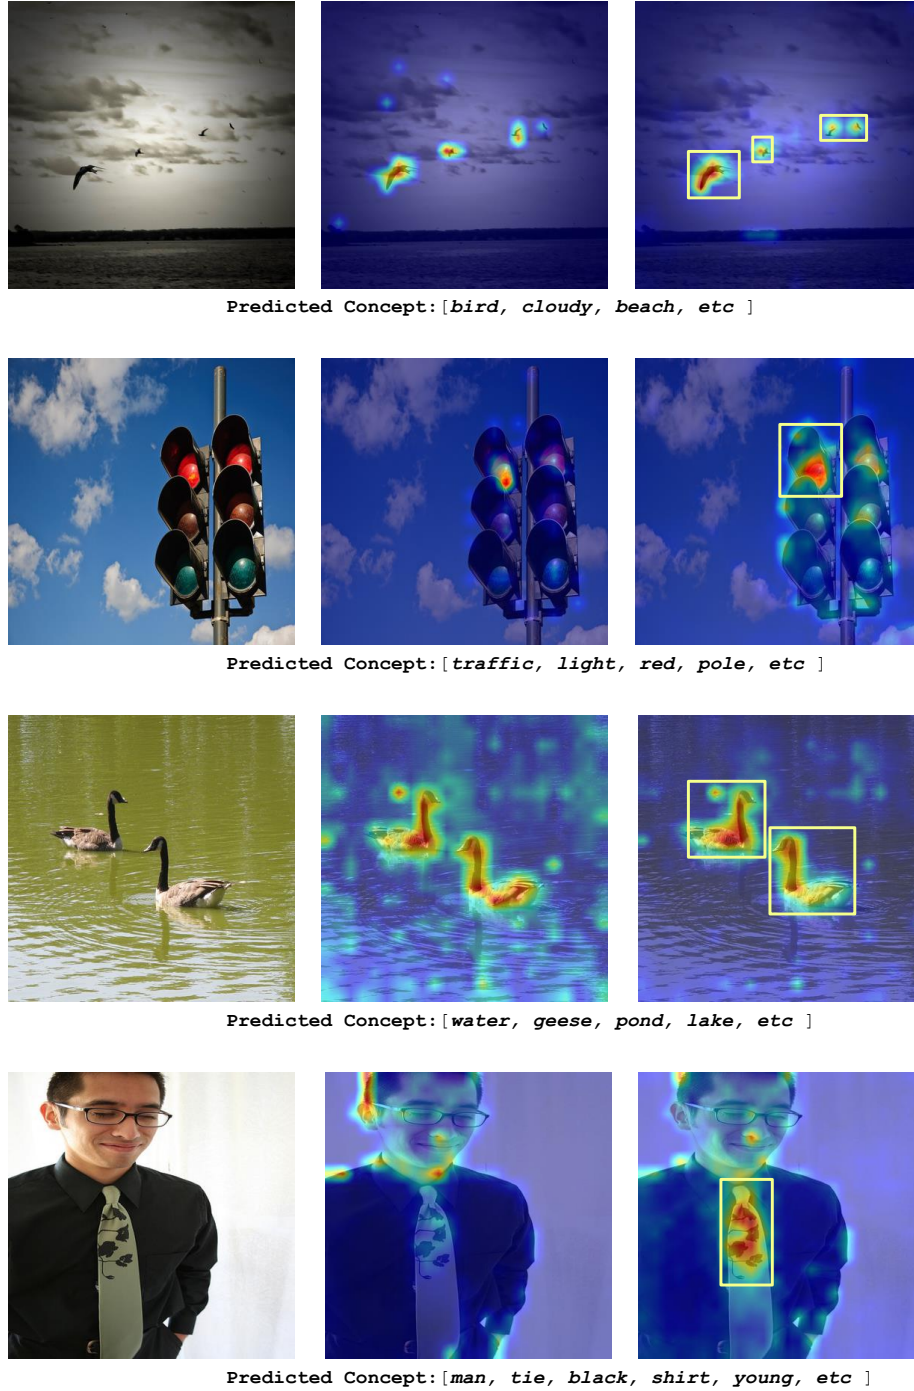 Predicted Concept:[bird, cloudy, beach, etc ]
Predicted Concept:[traffic, light, red, pole, etc ]
Predicted Concept:[water, geese, pond, lake, etc ]
Predicted Concept:[man, tie, black, shirt, young, etc ]